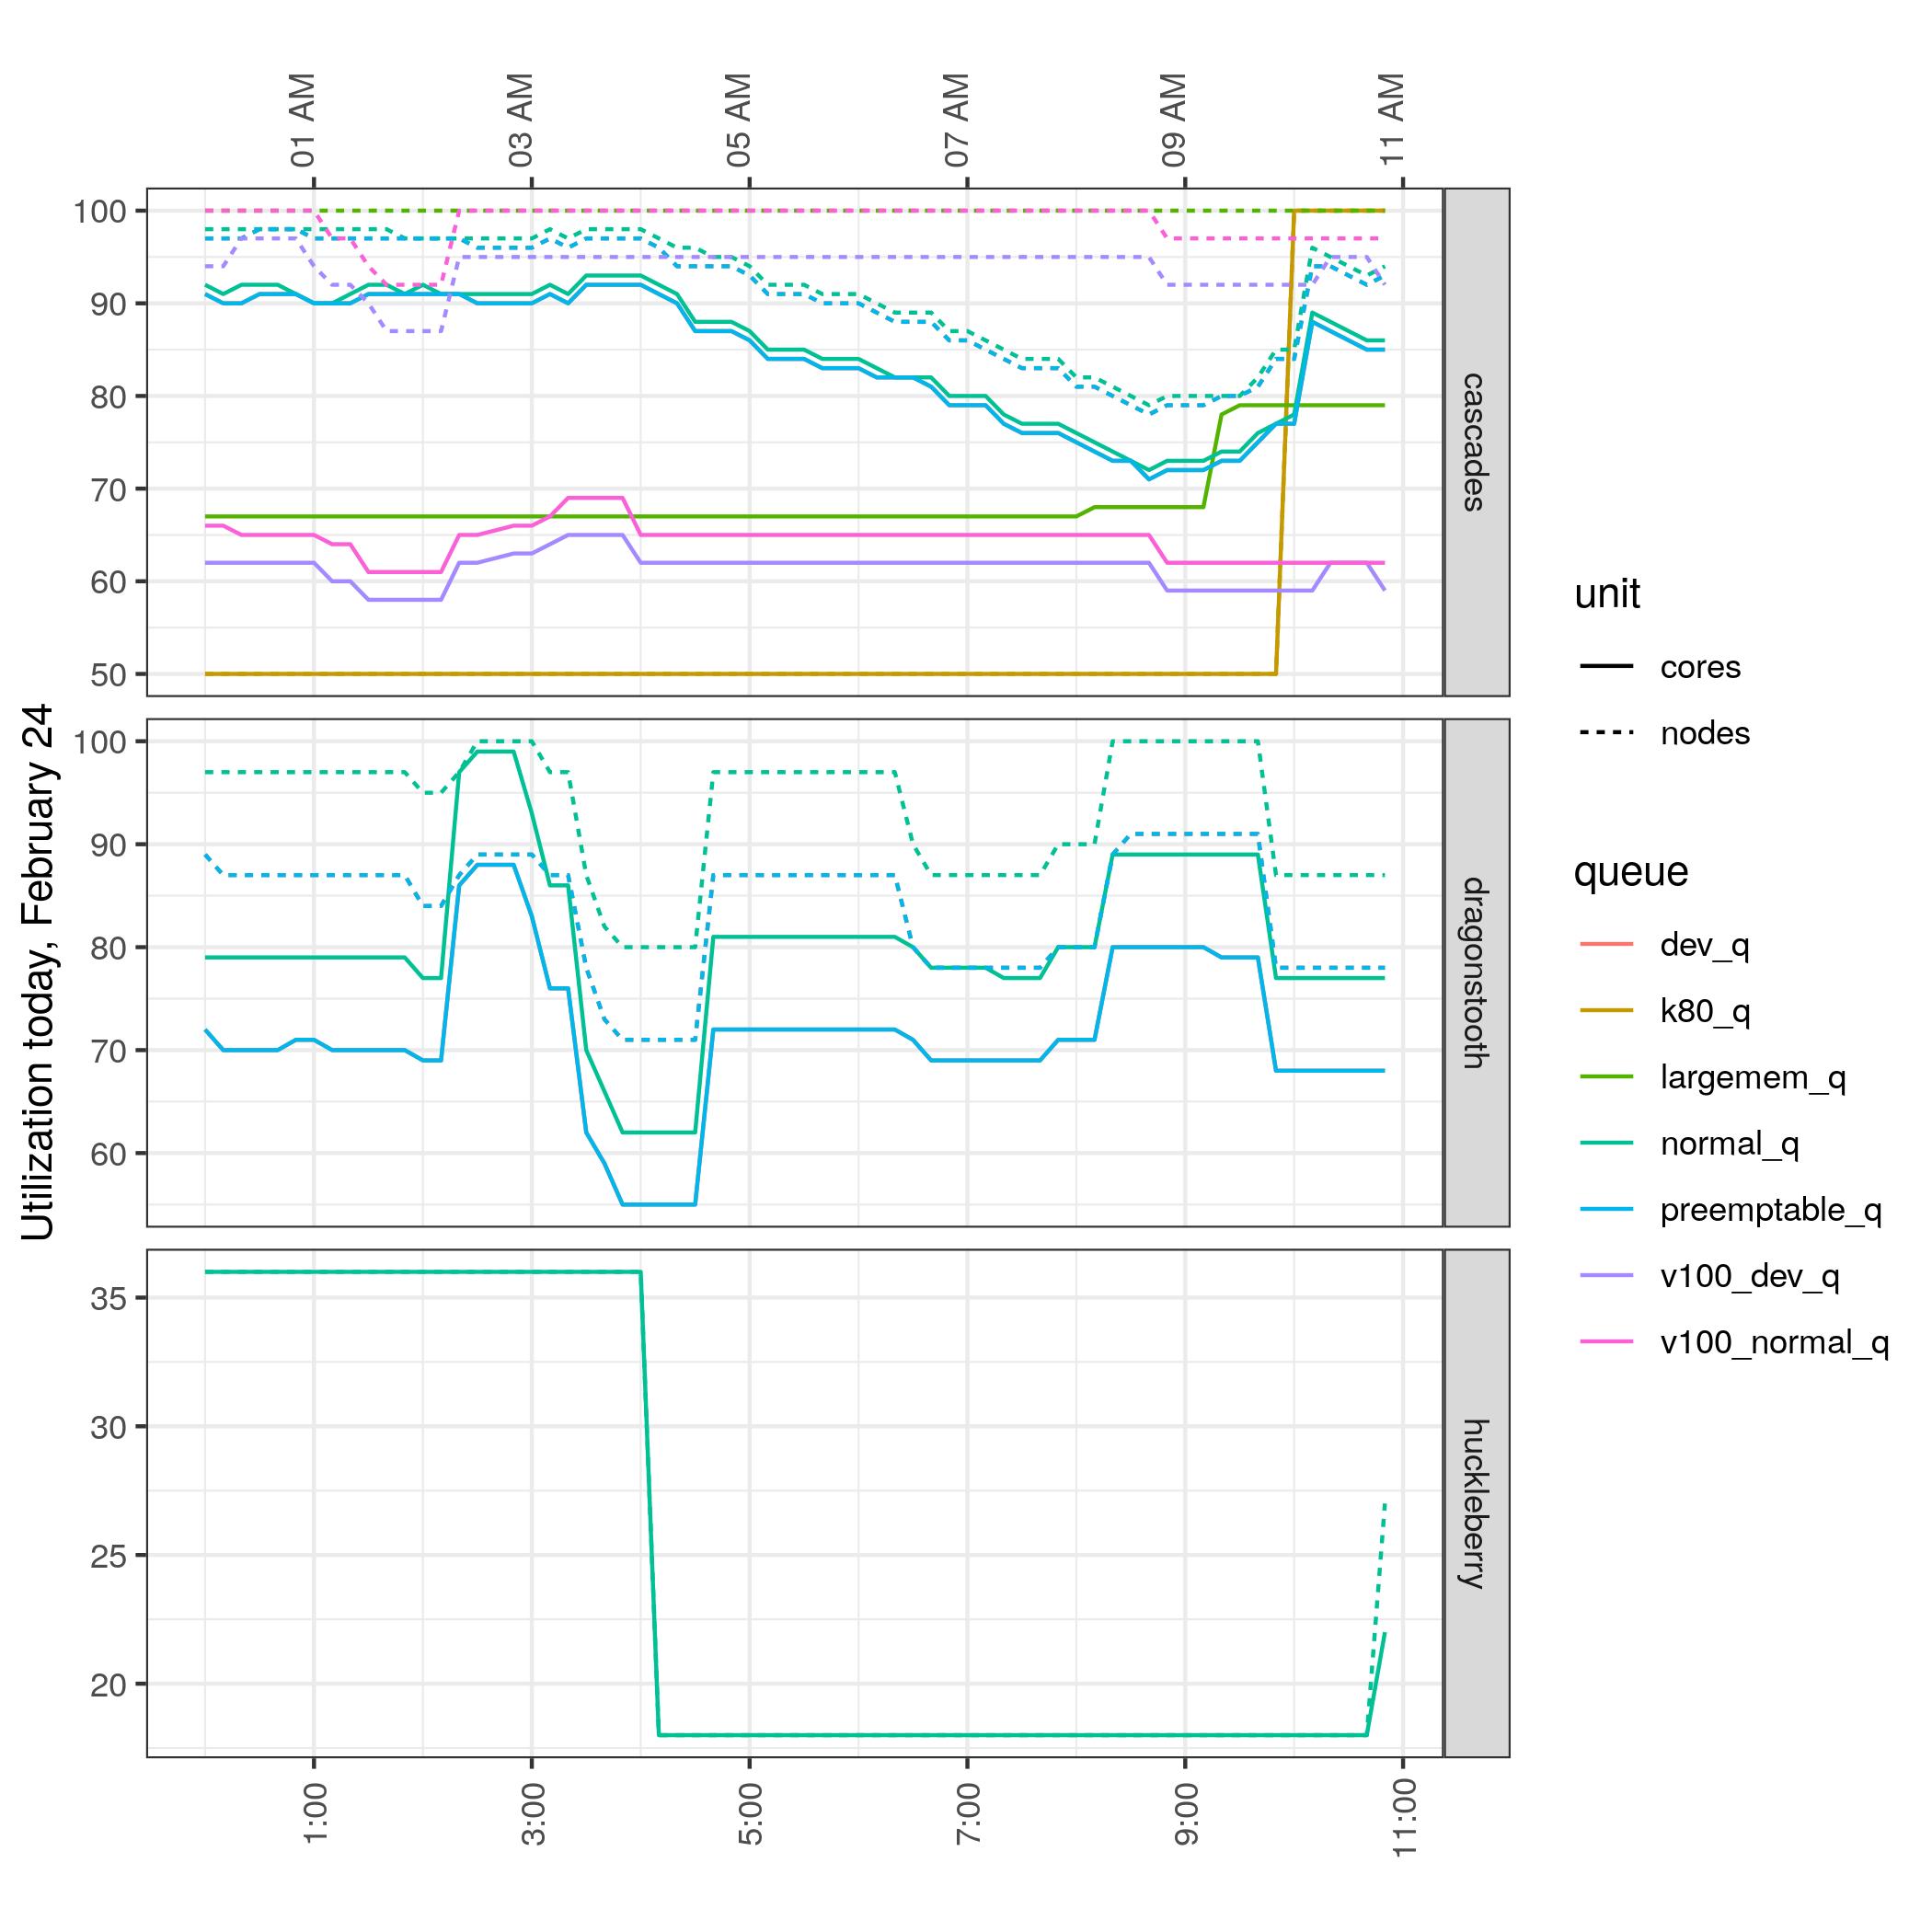 01 AM
03 AM
05 AM
07 AM
09 AM
11 AM
100
90
80
70
60
50
cascades
Utilization today, February 24
100
90
80
70
60
dragonstooth
35
30
25
20
huckleberry
1:00
3:00
5:00
7:00
9:00
11:00
unit
cores
nodes
queue
dev_q
k80_q
largemem_q
normal_q
preemptable_q
v100_dev_q
v100_normal_q